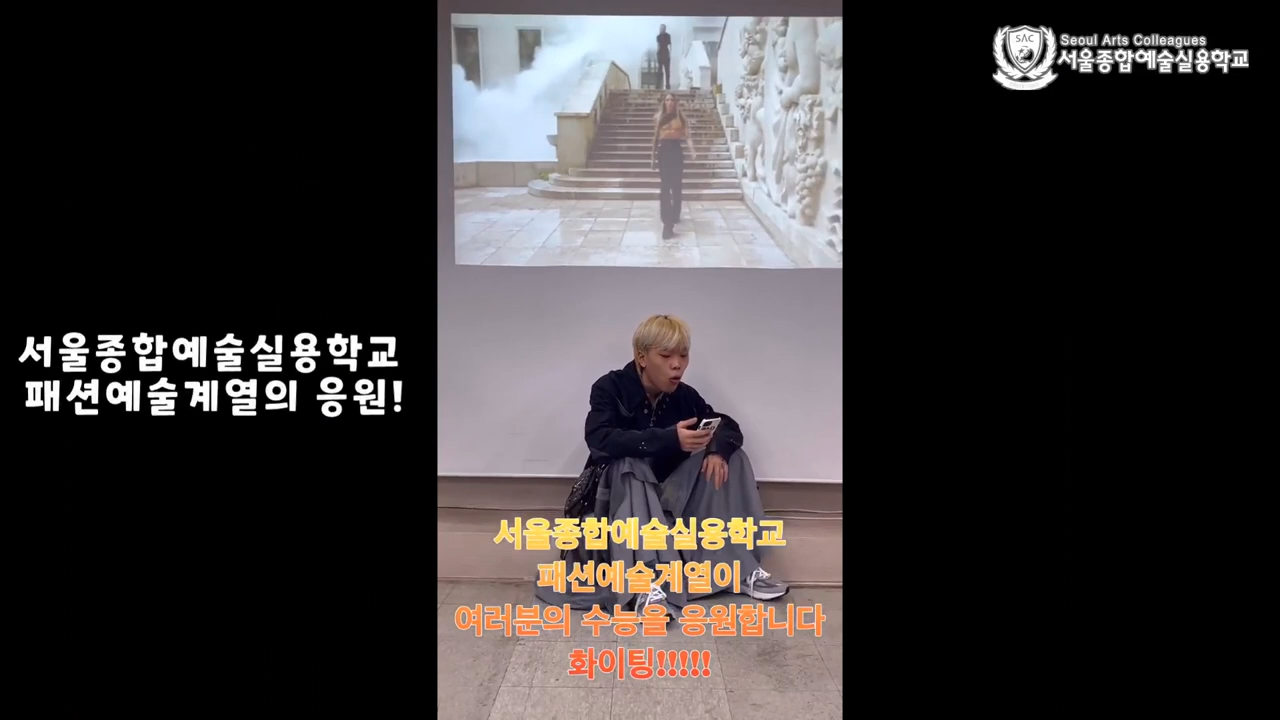 SAC
Seoul Arts Colleagues
서울종합예술실용학교
서울종합예술실용학교
패션예술계열의 응원!
서울종합예술실용학교
패션예술계열이
여러분의 수능을 응원합니다
화이팅!!!!!